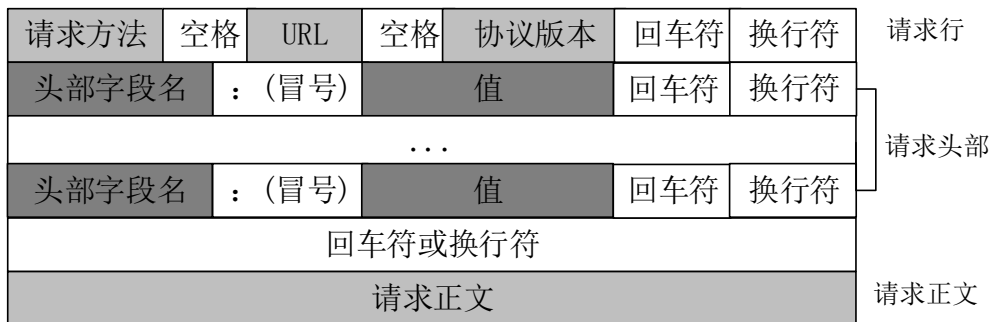 请求方法 空格 URL 空格 协议版本 回车符 换行符 请求行
头部字段名 ：(冒号) 值 回车符 换行符
... 请求头部
头部字段名 ：(冒号) 值 回车符 换行符
回车符或换行符
请求正文 请求正文